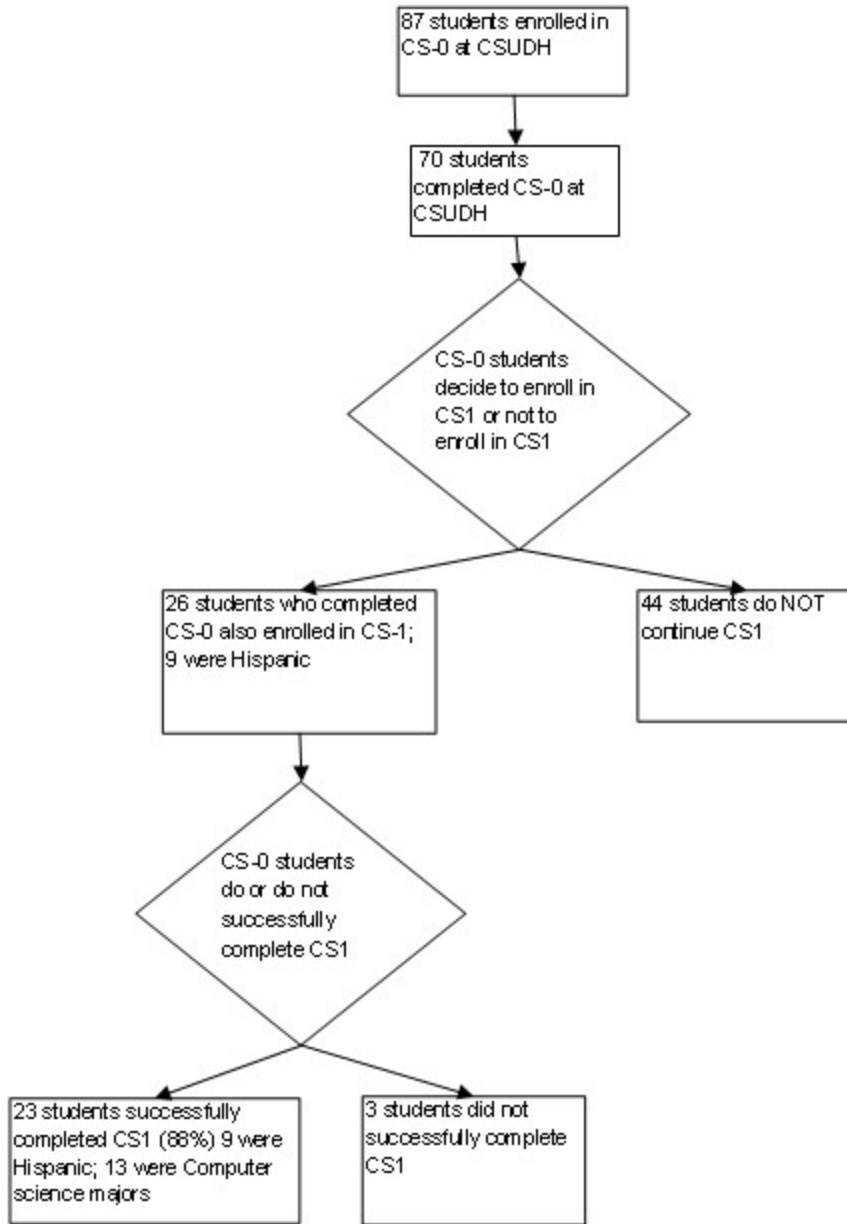 87 students enrolled in
CS-0 at CSUDH
70 students
completed CS-0 at
CSUDH
CS-0 students
decide to enroll in
CS1 or not to
enroll in CS1
26 students who completed
CS-0 also enrolled in CS-1;
9 were Hispanic
44 students do NOT
continue CS1
CS-0 students
do or do not
successfully
complete CS1
23 students successfully
completed CS1 (88%) 9 were
Hispanic; 13 were Computer
science majors
3 students did not
successfully complete
CS1